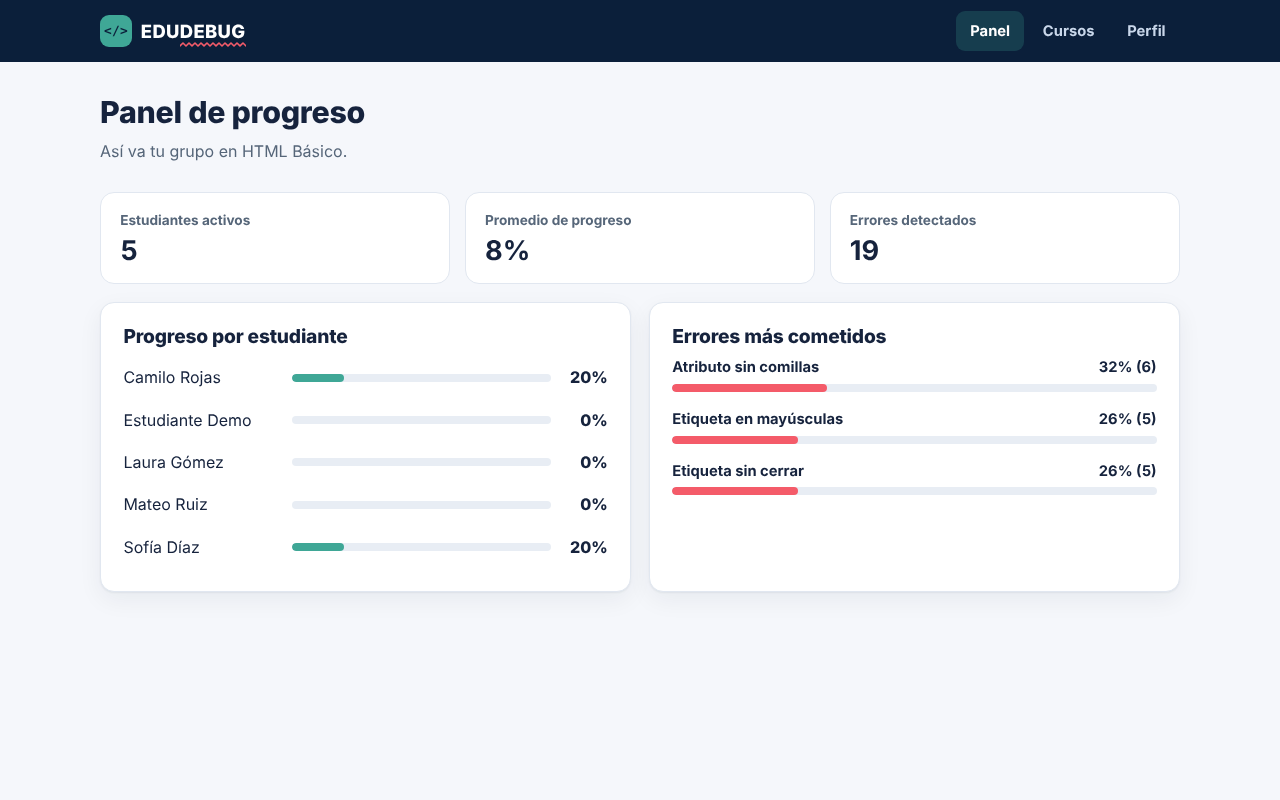 </> EDUDEBUG
Panel Cursos Perfil
Panel de progreso
Así va tu grupo en HTML Básico.
Estudiantes activos
5
Promedio de progreso
8%
Errores detectados
19
Progreso por estudiante
Camilo Rojas 20%
Estudiante Demo 0%
Laura Gómez 0%
Mateo Ruiz 0%
Sofía Díaz 20%
Errores más cometidos
Atributo sin comillas 32% (6)
Etiqueta en mayúsculas 26% (5)
Etiqueta sin cerrar 26% (5)